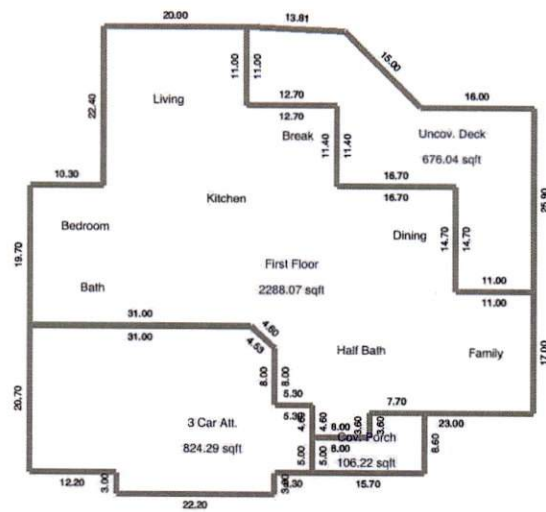 20.00
13.81
11.00
11.00
15.00
Living
22.40
12.70
12.70
16.00
Break
Uncov. Deck
11.40
11.40
676.04 sqft
10.30
16.70
16.70
Kitchen
25.90
Bedroom
Dining
14.70
14.70
19.70
First Floor
Bath
2288.07 sqft
11.00
11.00
31.00
31.00
4.60
4.53
17.00
Half Bath
Family
8.00
8.00
5.30
7.70
20.70
3 Car Att.
4.60
4.60
8.00
3.60
3.60
23.00
Cov. Porch
824.29 sqft
8.00
5.00
5.00
106.22 sqft
8.60
12.20
3.00
15.70
22.20